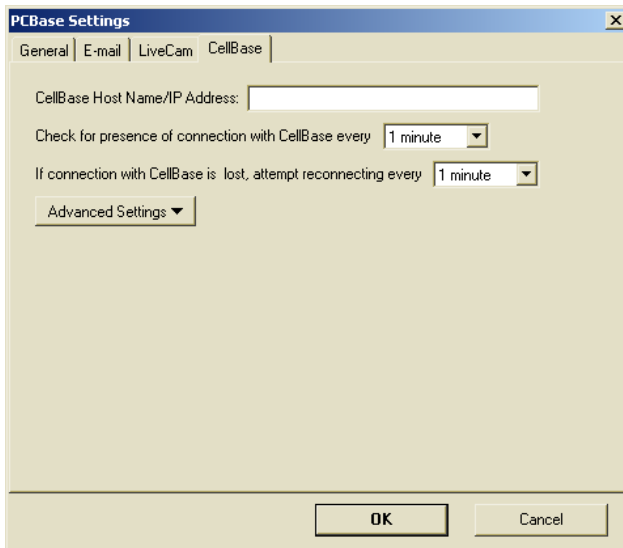 PCBase Settings
General E-mail LiveCam CellBase
CellBase Host Name/IP Address:
Check for presence of connection with CellBase every 1 minute
If connection with CellBase is lost, attempt reconnecting every 1 minute
Advanced Settings
OK Cancel